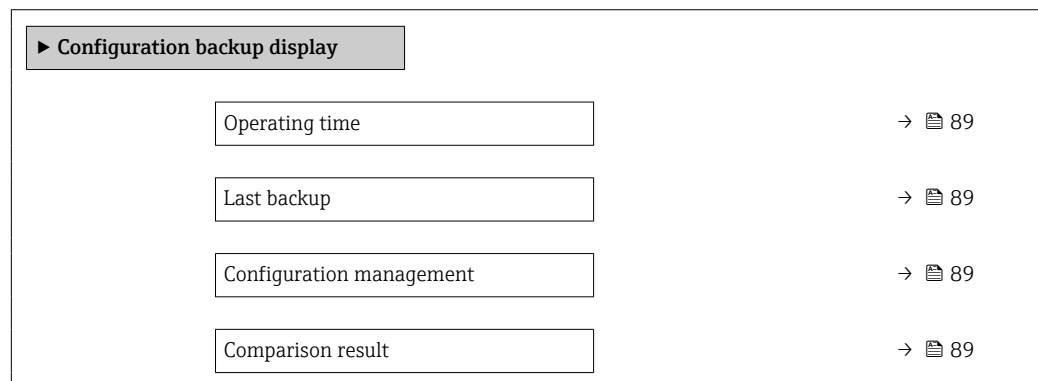 ▶ Configuration backup display
Operating time → 89
Last backup → 89
Configuration management → 89
Comparison result → 89